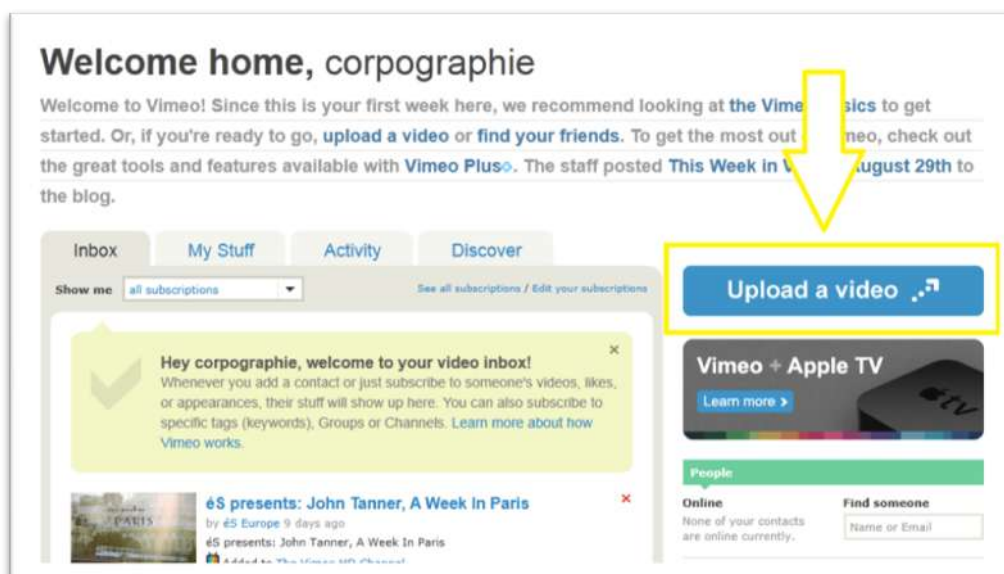 Welcome home, corpographie
Welcome to Vimeo! Since this is your first week here, we recommend looking at the Vime sics to get
started. Or, if you're ready to go, upload a video or find your friends. To get the most out meo, check out
the great tools and features available with Vimeo Plus. The staff posted This Week in V ugust 29th to
the blog.
Inbox My Stuff Activity Discover
Show me all subscriptions See all subscriptions / Edit your subscriptions
Upload a video
Hey corpographie, welcome to your video inbox!
Whenever you add a contact or just subscribe to someone's videos, likes,
or appearances, their stuff will show up here. You can also subscribe to
specific tags (keywords), Groups or Channels. Learn more about how
Vimeo works.
Vimeo + Apple TV
Learn more >
tv
People
Online Find someone
None of your contacts
are online currently.
Name or Email
PARIS
éS presents: John Tanner, A Week In Paris
by éS Europe 9 days ago
éS presents: John Tanner, A Week In Paris
Added to The Vimeo HD Channel